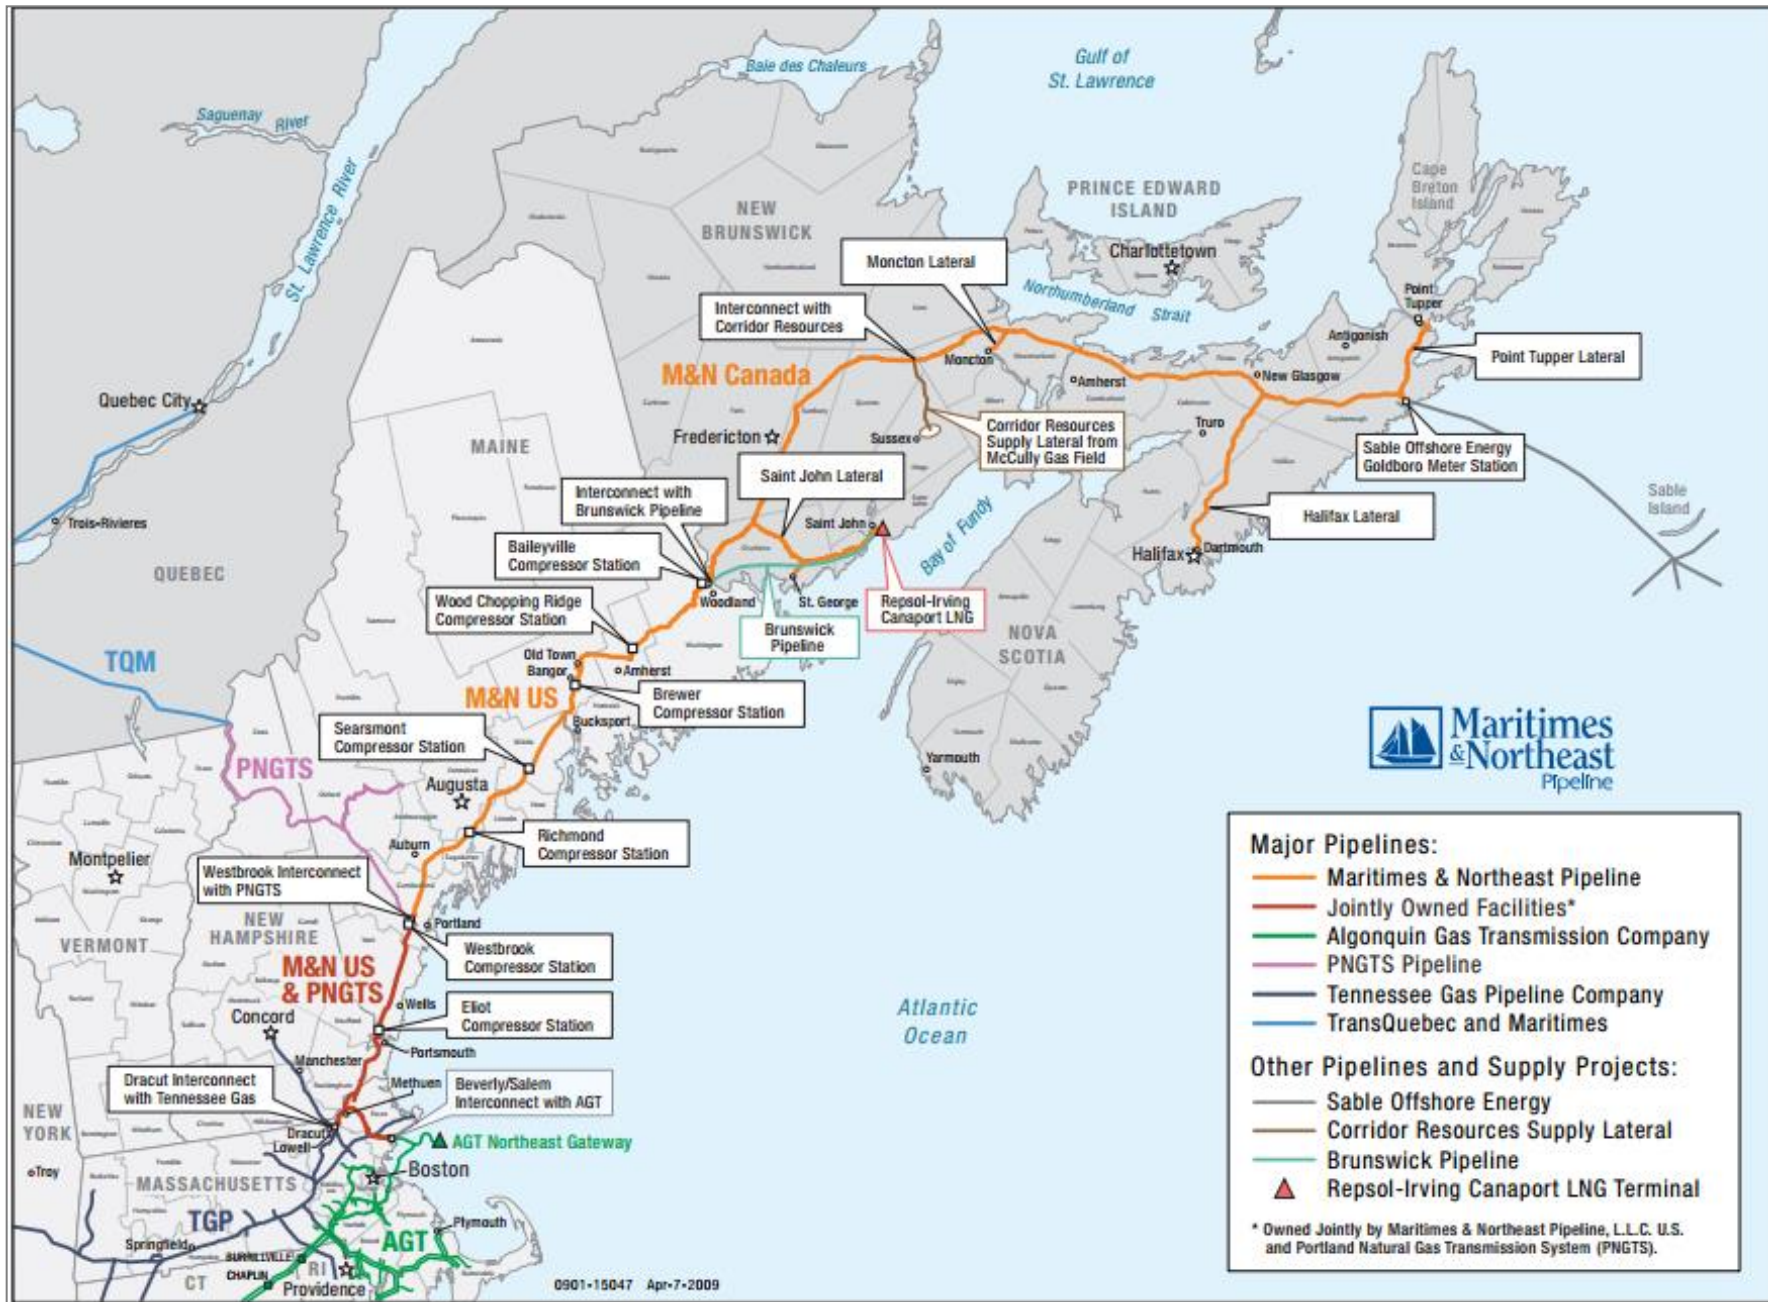 Saguenay
River
Baie des Chaleurs
Gulf of
St. Lawrence
St. Lawrence River
NEW
BRUNSWICK
PRINCE EDWARD
ISLAND
Cape
Breton
Island
Charlottetown
Moncton Lateral
Northumberland Strait
Interconnect with
Corridor Resources
Point
Tupper
Antigonish
Moncton
Point Tupper Lateral
M&N Canada
New Glasgow
Amherst
Quebec City
Fredericton
Sussex
Corridor Resources
Supply Lateral from
McCully Gas Field
Truro
Sable Offshore Energy
Goldboro Meter Station
MAINE
Saint John Lateral
Interconnect with
Brunswick Pipeline
Sable
Island
Trois-Rivieres
Saint John
Halifax Lateral
Bay of Fundy
Baileyville
Compressor Station
Halifax
Dartmouth
QUEBEC
Woodland
St. George
Repsol-Irving
Canaport LNG
Wood Chopping Ridge
Compressor Station
Brunswick
Pipeline
NOVA
SCOTIA
TQM
Old Town
Bangor
Amherst
M&N US
Brewer
Compressor Station
Bucksport
Searsmont
Compressor Station
Maritimes
& Northeast
Pipeline
PNGTS
Yarmouth
Augusta
Richmond
Compressor Station
Auburn
Montpelier
Westbrook Interconnect
with PNGTS
Portland
NEW
HAMPSHIRE
VERMONT
Westbrook
Compressor Station
M&N US
& PNGTS
Wells
Eliot
Compressor Station
Concord
Atlantic
Ocean
Portsmouth
Manchester
Methuen
Dracut Interconnect
with Tennessee Gas
Beverly/Salem
Interconnect with AGT
NEW
YORK
Dracut
Lowell
AGT Northeast Gateway
Troy
Boston
MASSACHUSETTS
TGP
Plymouth
Springfield
BURRILLVILLE
AGT
CHAPLIN
CT
RI
Providence
0901-15047 Apr-7-2009
Major Pipelines:
Maritimes & Northeast Pipeline
Jointly Owned Facilities*
Algonquin Gas Transmission Company
PNGTS Pipeline
Tennessee Gas Pipeline Company
TransQuebec and Maritimes
Other Pipelines and Supply Projects:
Sable Offshore Energy
Corridor Resources Supply Lateral
Brunswick Pipeline
Repsol-Irving Canaport LNG Terminal
* Owned Jointly by Maritimes & Northeast Pipeline, L.L.C. U.S.
and Portland Natural Gas Transmission System (PNGTS).